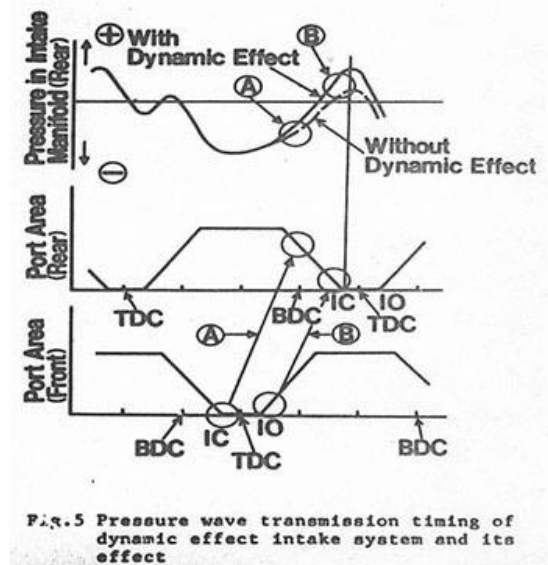 ⊕ With
Dynamic Effect
B
A
Without
Dynamic Effect
⊖
Pressure in Intake
Manifold (Rear)
Port Area
(Rear)
TDC
BDC
IC
IO
TDC
A
B
Port Area
(Front)
BDC
IC
TDC
IO
BDC
Fig.5 Pressure wave transmission timing of
dynamic effect intake system and its
effect